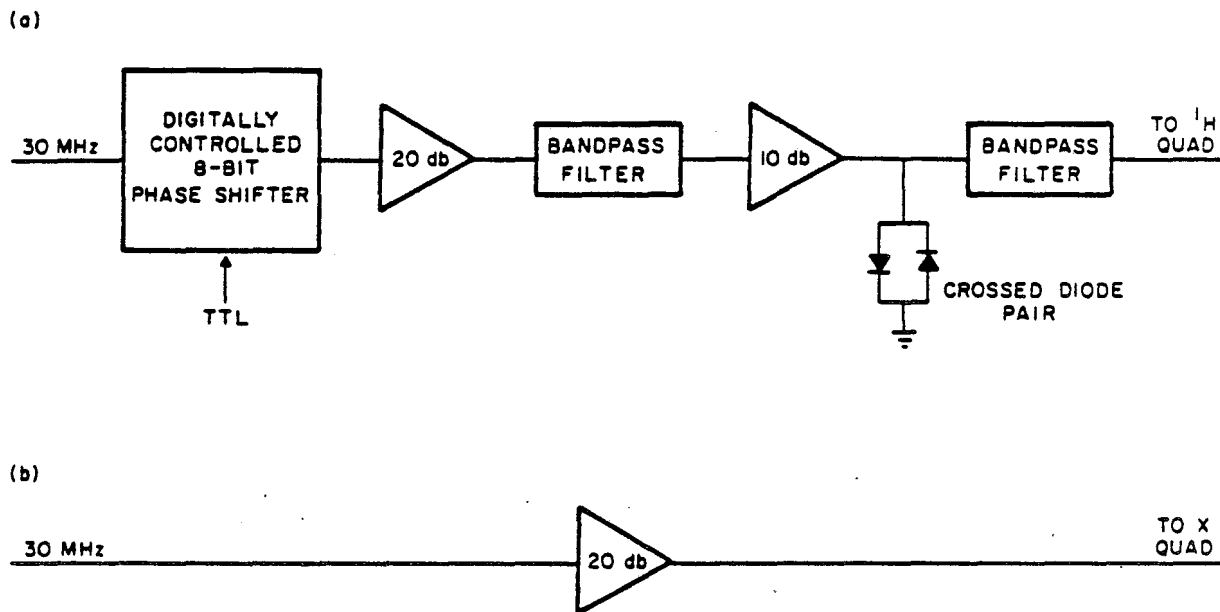 (a)
30 MHz
DIGITALLY
CONTROLLED
8-BIT
PHASE SHIFTER
TTL
20 db
BANDPASS
FILTER
10 db
CROSSED DIODE
PAIR
BANDPASS
FILTER
TO ¹H
QUAD
(b)
30 MHz
20 db
TO X
QUAD